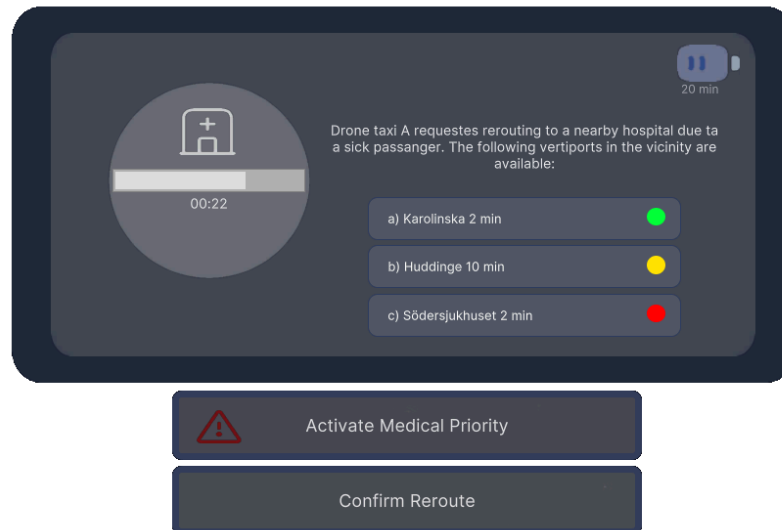 20 min
Drone taxi A requestes rerouting to a nearby hospital due ta
a sick passanger. The following vertiports in the vicinity are
available:
00:22
a) Karolinska 2 min
b) Huddinge 10 min
c) Södersjukhuset 2 min
Activate Medical Priority
Confirm Reroute